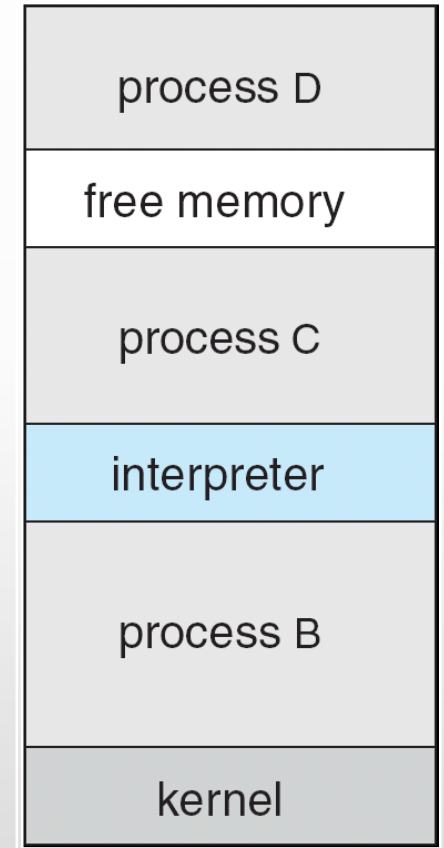 process D
free memory
process C
interpreter
process B
kernel